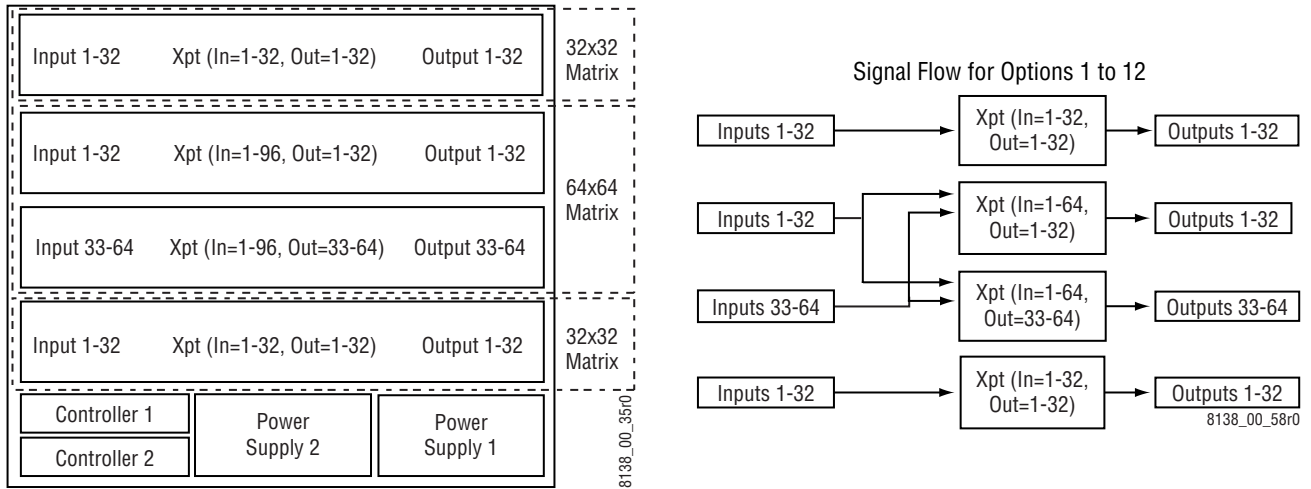 Input 1-32 Xpt (In=1-32, Out=1-32) Output 1-32
32x32
Matrix
Input 1-32 Xpt (In=1-96, Out=1-32) Output 1-32
64x64
Matrix
Input 33-64 Xpt (In=1-96, Out=33-64) Output 33-64
Input 1-32 Xpt (In=1-32, Out=1-32) Output 1-32
32x32
Matrix
Controller 1
Controller 2
Power
Supply 2
Power
Supply 1
8138_00_35r0
Signal Flow for Options 1 to 12
Inputs 1-32
Xpt (In=1-32,
Out=1-32)
Outputs 1-32
Inputs 1-32
Xpt (In=1-64,
Out=1-32)
Outputs 1-32
Inputs 33-64
Xpt (In=1-64,
Out=33-64)
Outputs 33-64
Inputs 1-32
Xpt (In=1-32,
Out=1-32)
Outputs 1-32
8138_00_58r0